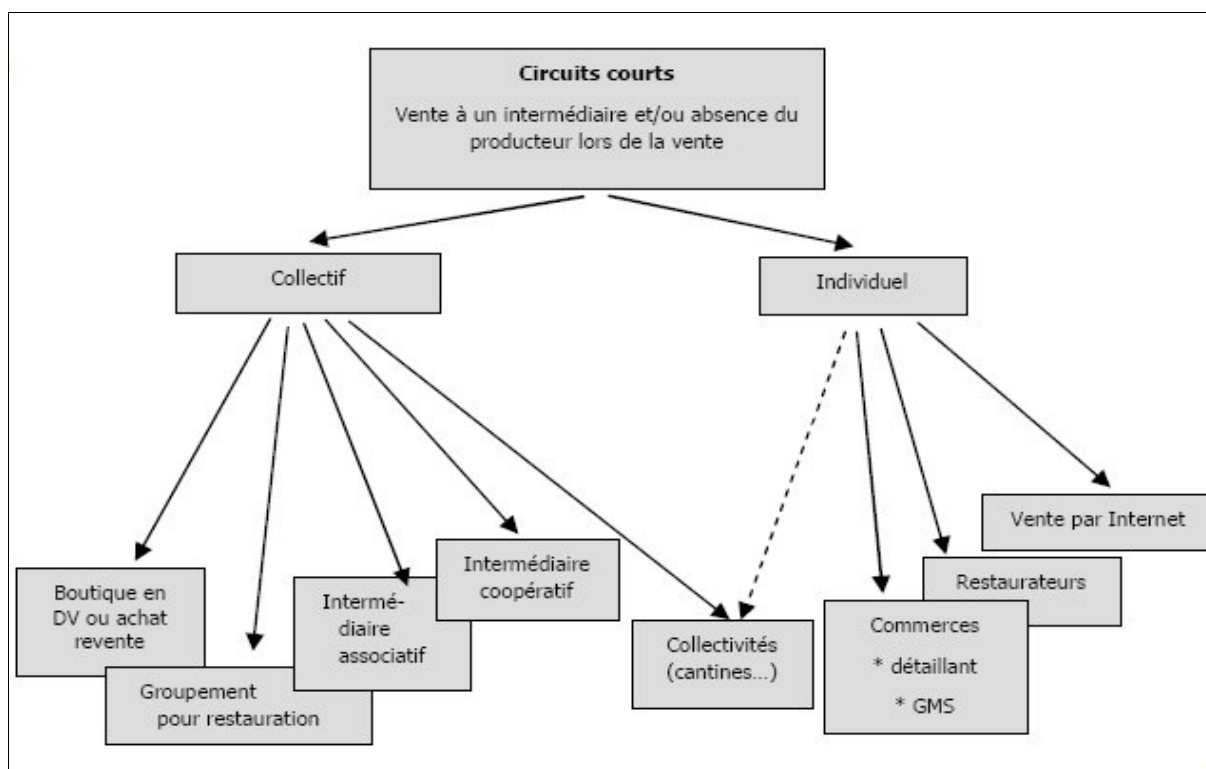 Circuits courts
Vente à un intermédiaire et/ou absence du
producteur lors de la vente
Collectif
Individuel
Boutique en
DV ou achat
revente
Groupement
pour restauration
Intermé-
diaire
associatif
Intermédiaire
coopératif
Collectivités
(cantines…)
Commerces
* détaillant
* GMS
Restaurateurs
Vente par Internet